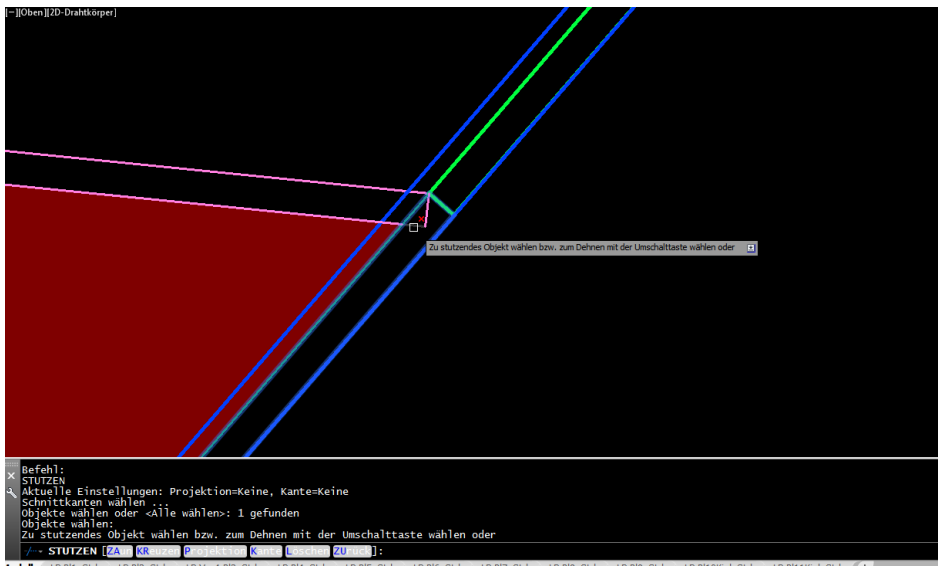 [−][Oben][2D-Drahtkörper]
Zu stutzendes Objekt wählen bzw. zum Dehnen mit der Umschalttaste wählen oder
Befehl:
STUTZEN
Aktuelle Einstellungen: Projektion=Keine, Kante=Keine
Schnittkanten wählen ...
Objekte wählen oder <Alle wählen>: 1 gefunden
Objekte wählen:
Zu stutzendes Objekt wählen bzw. zum Dehnen mit der Umschalttaste wählen oder
STUTZEN [ZAun KReuzen Projektion Kante Löschen ZUrück]: